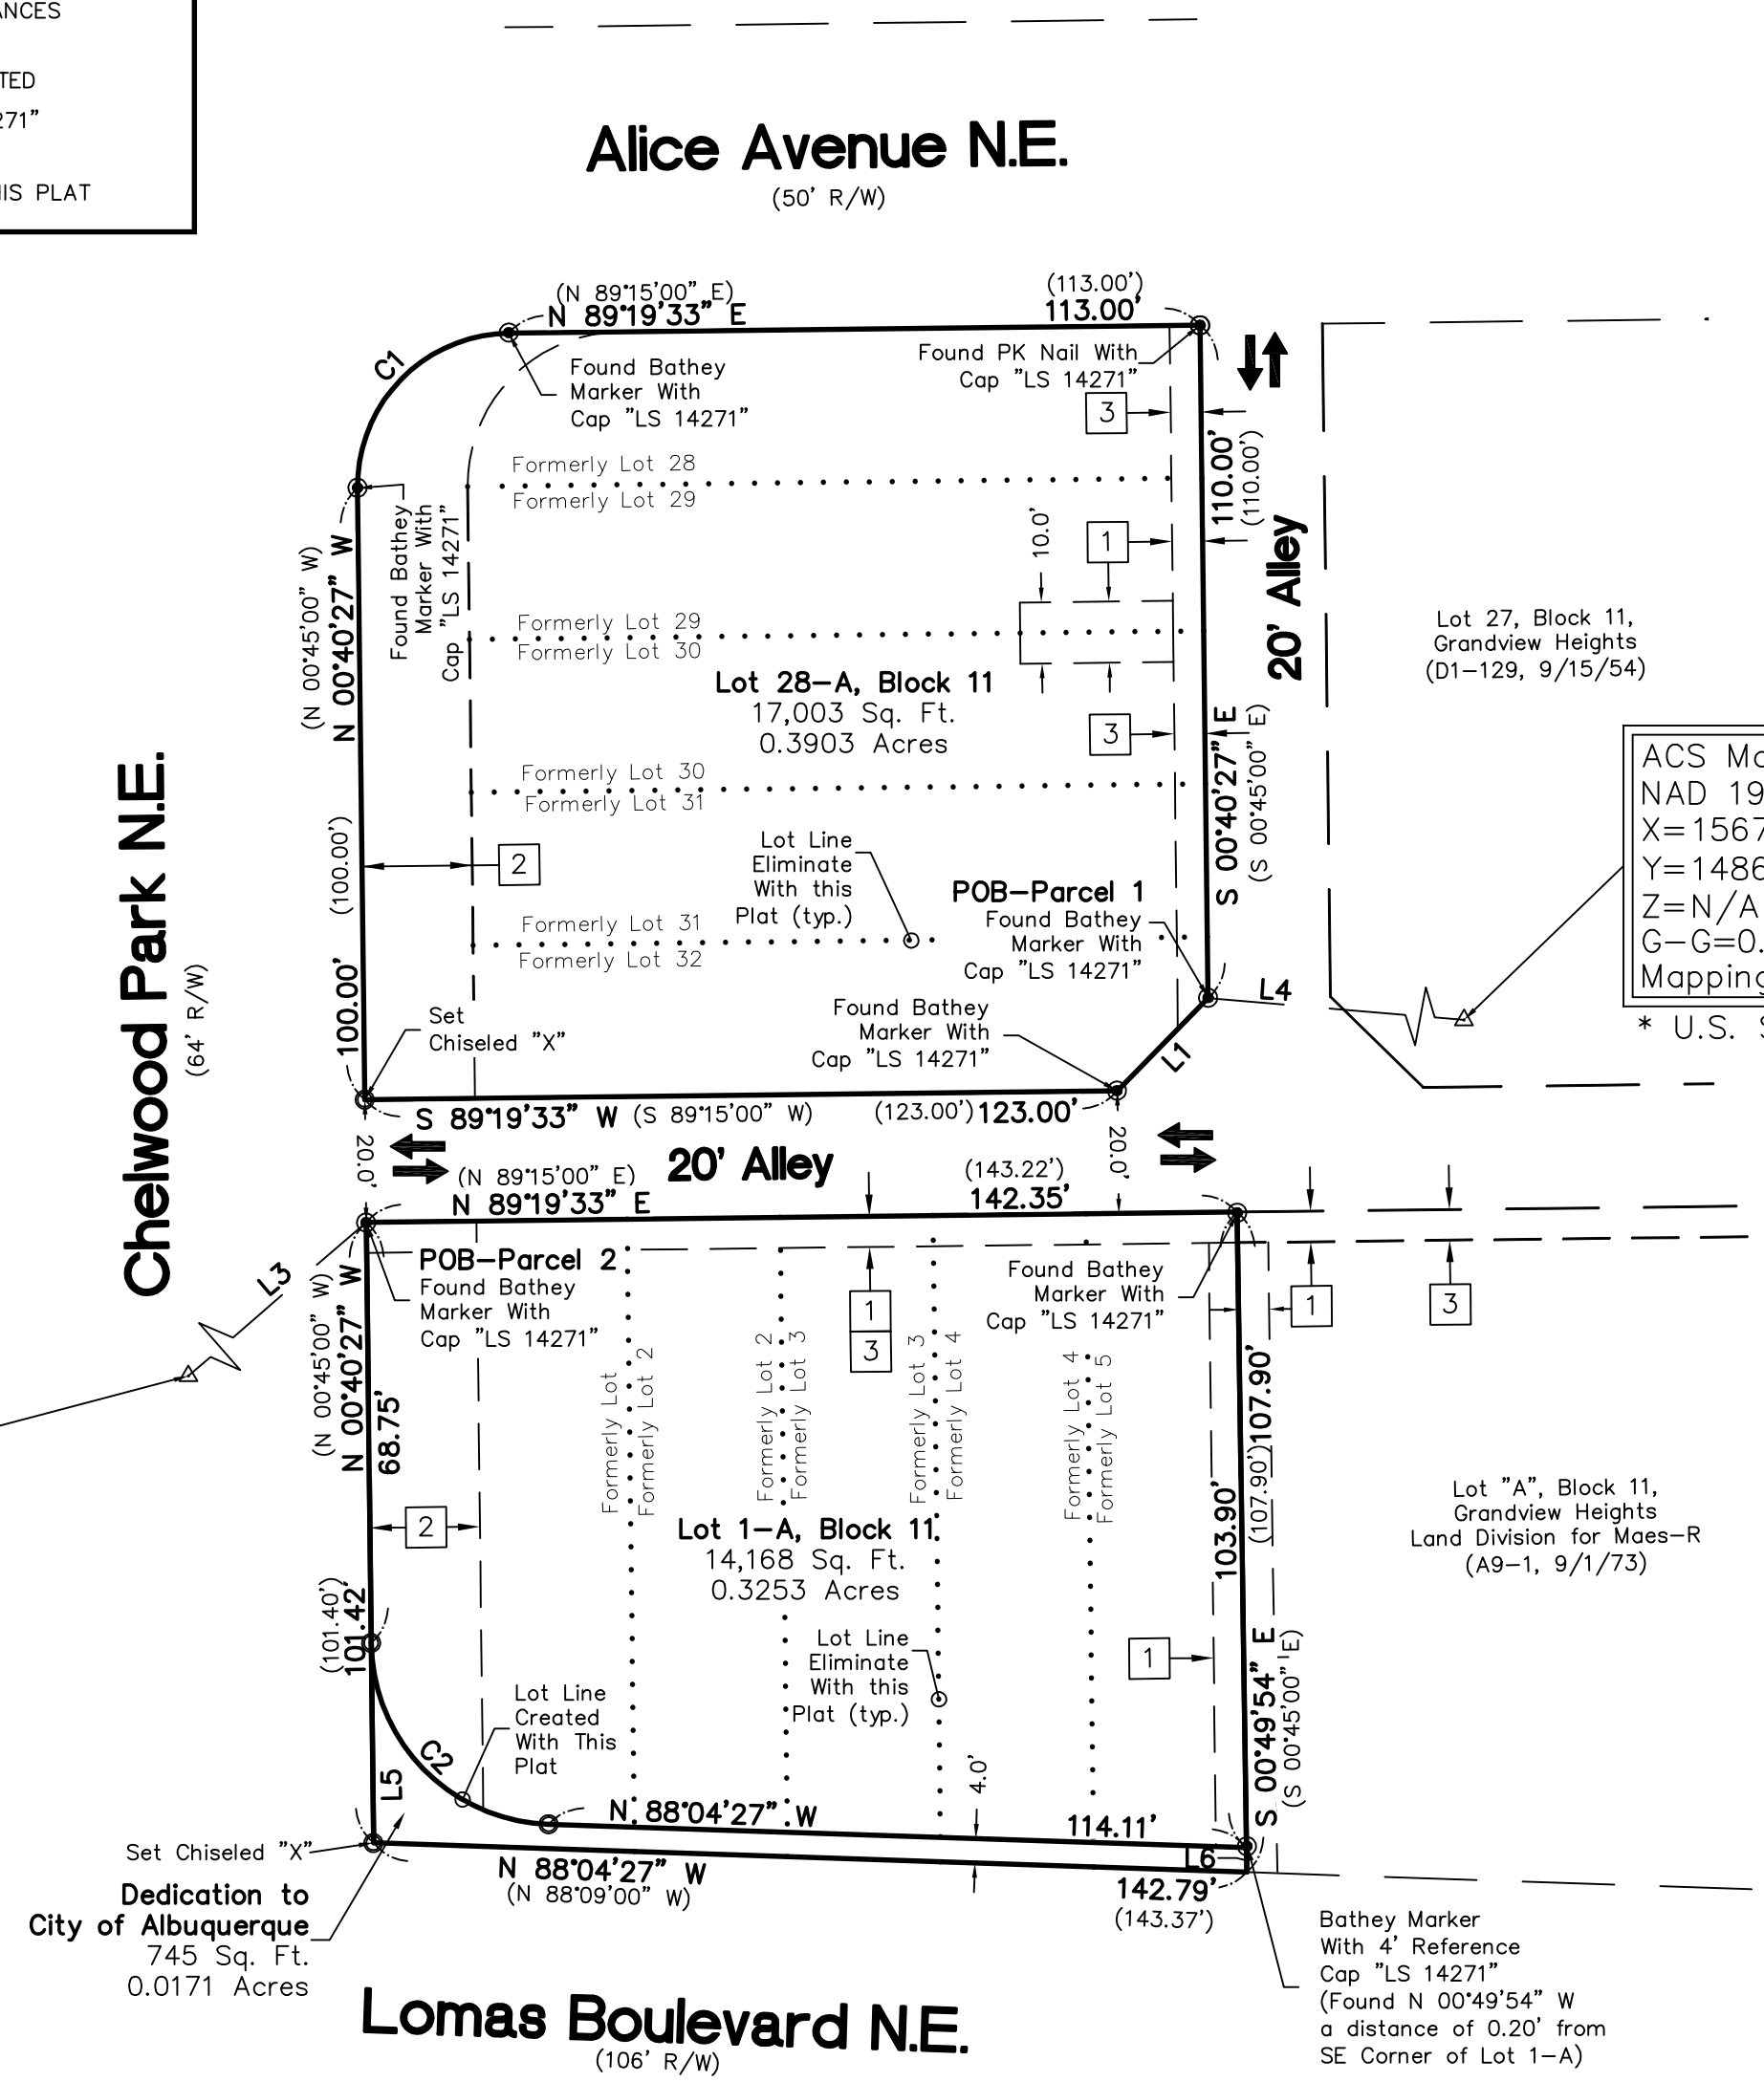 ANCES
TED
271"
HIS PLAT
Alice Avenue N.E.
(50' R/W)
(N 89°15'00" E)
N 89°19'33" E
(113.00')
113.00'
C1
Found Bathey
Marker With
Cap "LS 14271"
Found PK Nail With
Cap "LS 14271"
3
110.00'
(110.00')
Formerly Lot 28
Formerly Lot 29
Found Bathey
Marker With
Cap "LS 14271"
N 00°40'27" W
(N 00°45'00" W)
10.0'
1
20' Alley
Formerly Lot 29
Formerly Lot 30
Lot 27, Block 11,
Grandview Heights
(D1-129, 9/15/54)
Lot 28-A, Block 11
17,003 Sq. Ft.
0.3903 Acres
3
S 00°40'27" E
(S 00°45'00" E)
Chelwood Park N.E.
(64' R/W)
Formerly Lot 30
Formerly Lot 31
ACS Mo
NAD 19
X=1567
Y=1486
Z=N/A
G-G=0.
Mapping
* U.S. S
(100.00')
100.00'
2
Lot Line
Eliminate
With this
Plat (typ.)
POB-Parcel 1
Found Bathey
Marker With
Cap "LS 14271"
Formerly Lot 31
Formerly Lot 32
L4
Set
Chiseled "X"
Found Bathey
Marker With
Cap "LS 14271"
L1
S 89°19'33" W (S 89°15'00" W)
(123.00') 123.00'
20.0'
20' Alley
20.0'
(N 89°15'00" E)
N 89°19'33" E
(143.22')
142.35'
L3
POB-Parcel 2
Found Bathey
Marker With
Cap "LS 14271"
Found Bathey
Marker With
Cap "LS 14271"
1
3
1
3
N 00°40'27" W
(N 00°45'00" W)
68.75'
Formerly Lot
Formerly Lot 2
Formerly Lot 2
Formerly Lot 3
Formerly Lot 3
Formerly Lot 4
Formerly Lot 4
Formerly Lot 5
107.90'
(107.90')
103.90'
Lot "A", Block 11,
Grandview Heights
Land Division for Maes-R
(A9-1, 9/1/73)
2
Lot 1-A, Block 11
14,168 Sq. Ft.
0.3253 Acres
101.42'
(101.40')
Lot Line
Eliminate
With this
Plat (typ.)
1
S 00°49'54" E
(S 00°45'00" E)
Lot Line
Created
With This
Plat
C2
L5
4.0'
N 88°04'27" W
114.11'
L6
Set Chiseled "X"
N 88°04'27" W
(N 88°09'00" W)
142.79'
(143.37')
Dedication to
City of Albuquerque
745 Sq. Ft.
0.0171 Acres
Bathey Marker
With 4' Reference
Cap "LS 14271"
(Found N 00°49'54" W
a distance of 0.20' from
SE Corner of Lot 1-A)
Lomas Boulevard N.E.
(106' R/W)